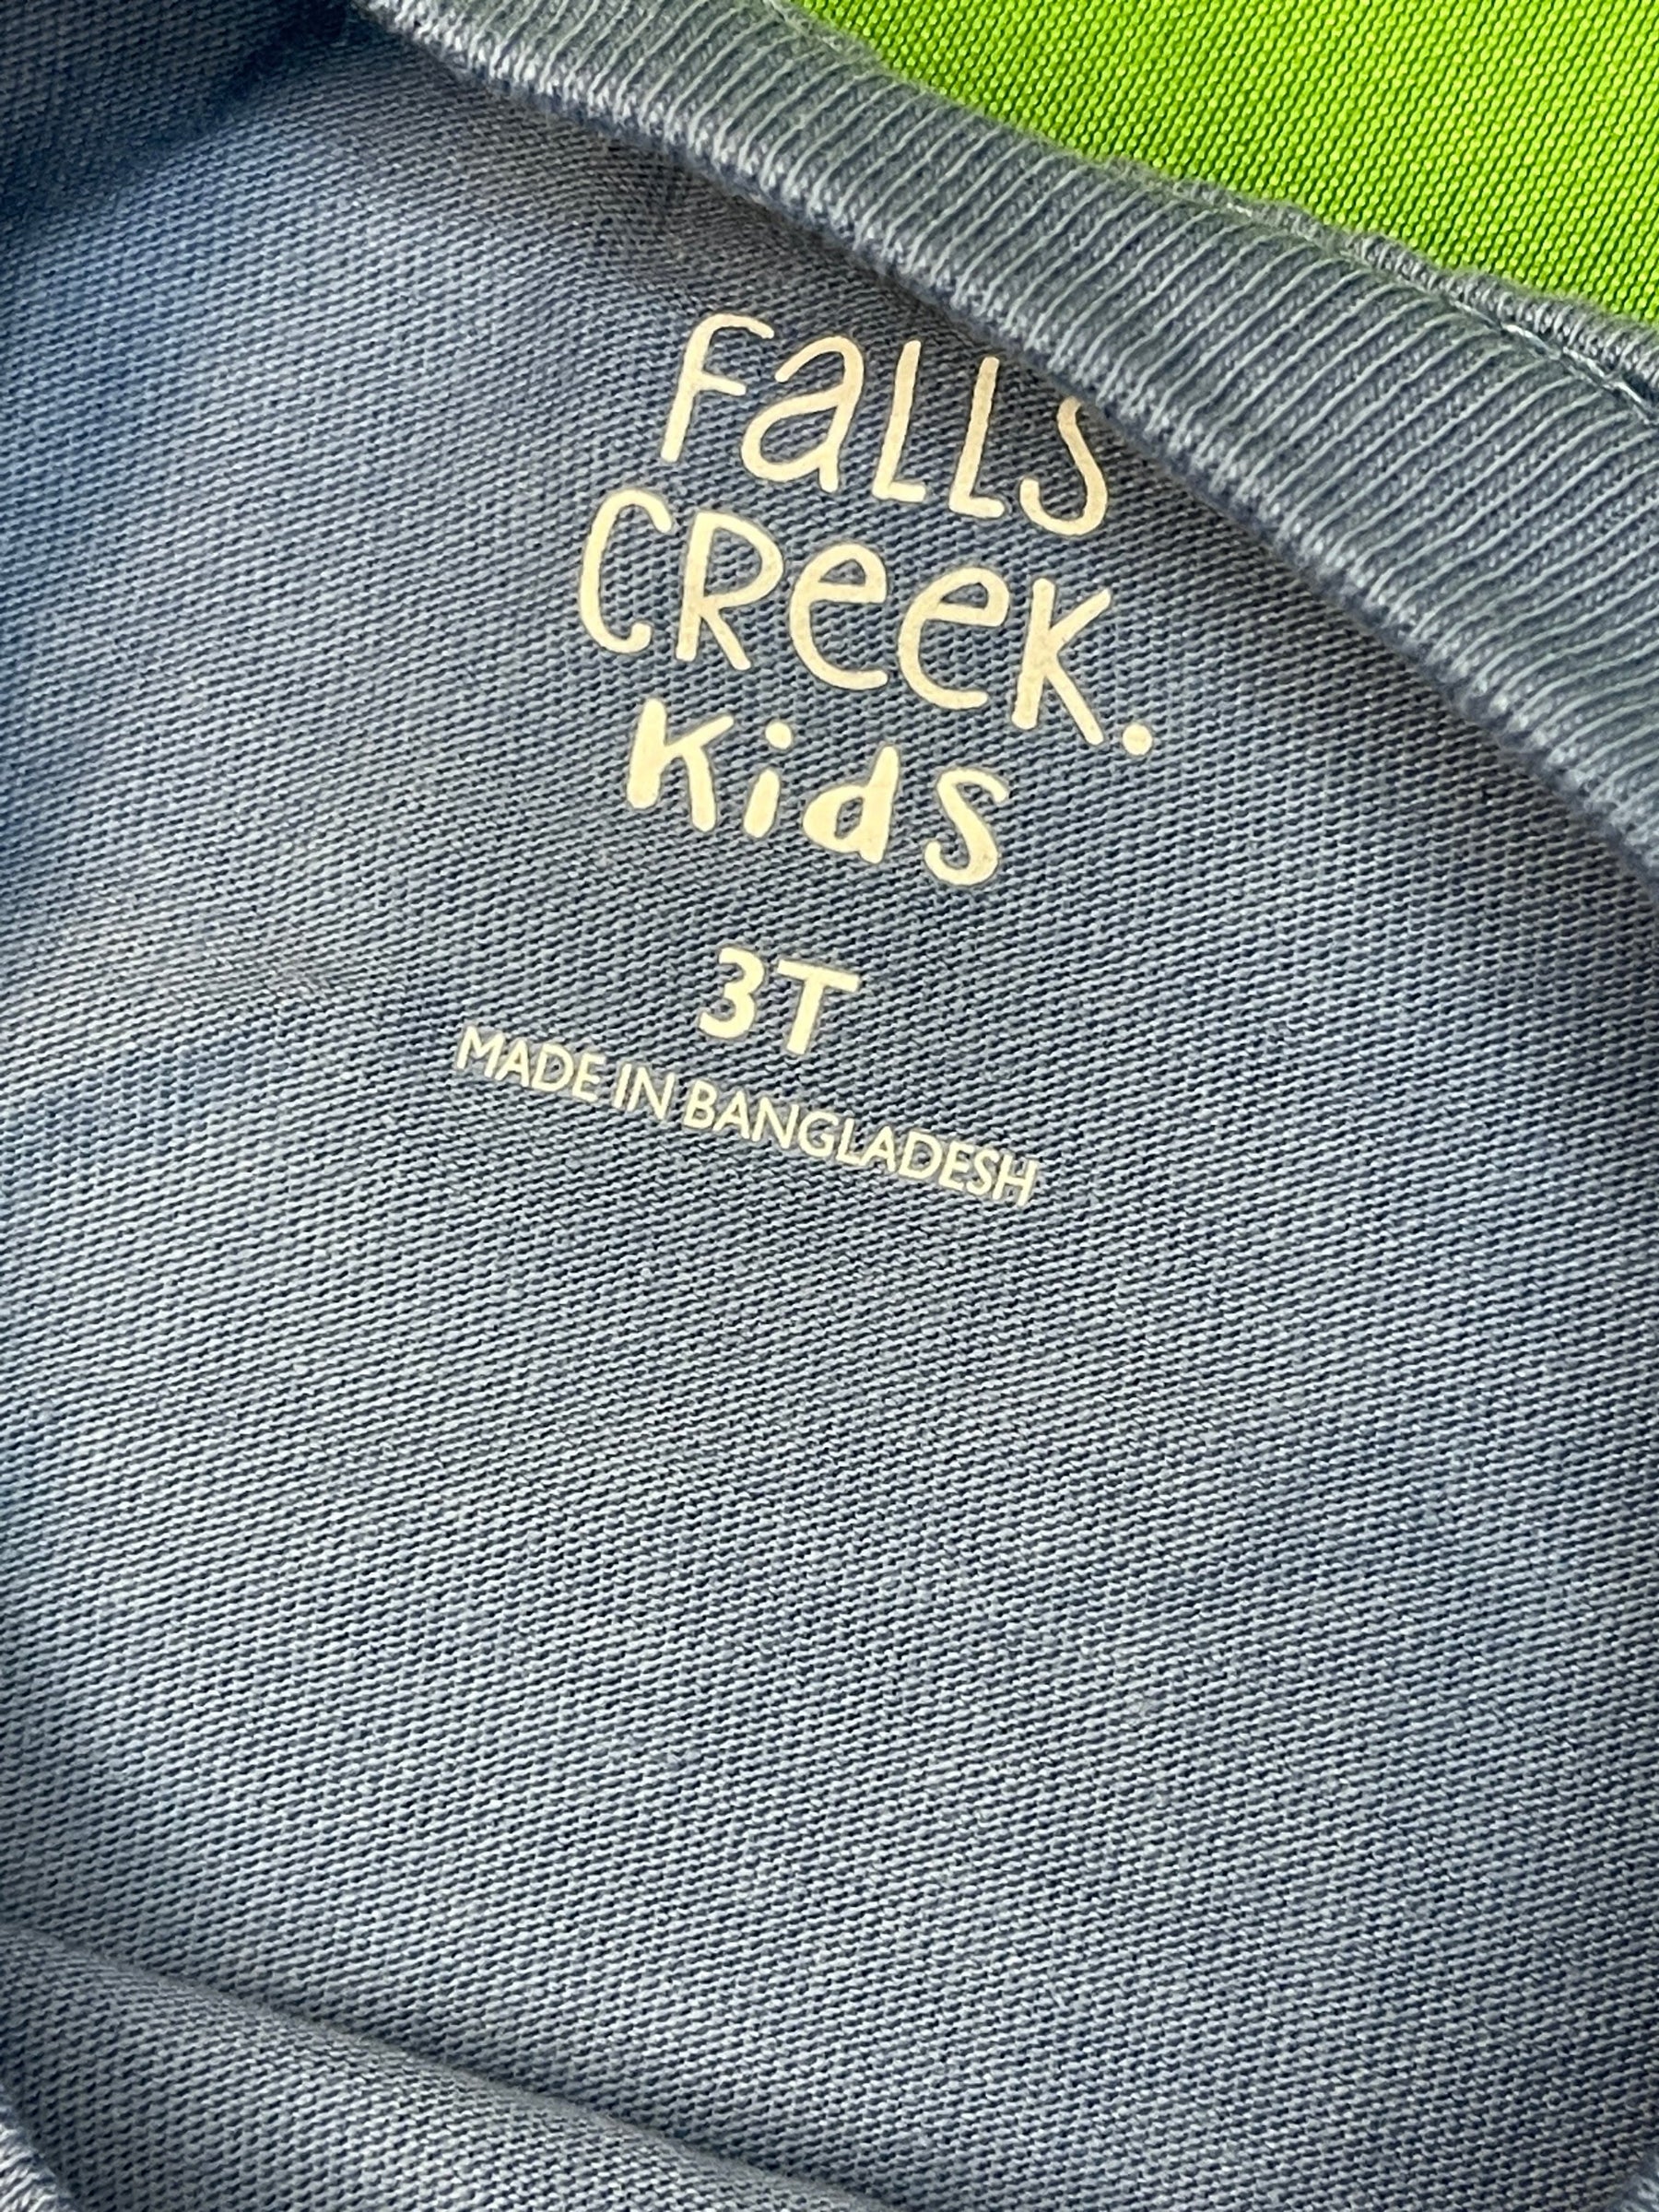 Falls
Creek.
Kids
3T
MADE IN BANGLADESH